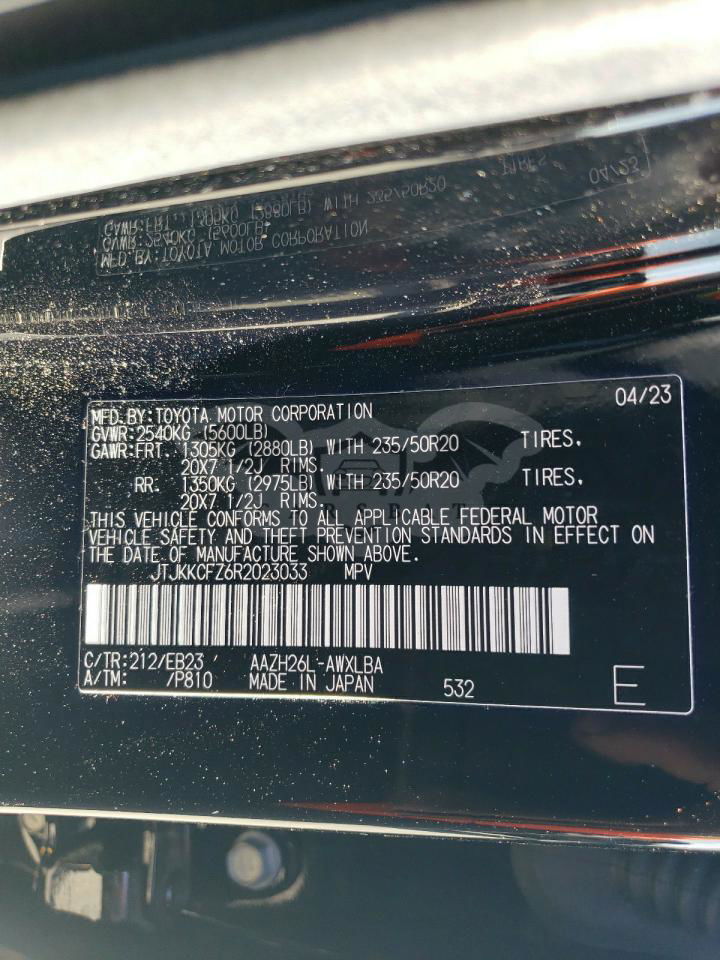 MFD.BY:TOYOTA MOTOR CORPORATION 04/23
GVWR:2540KG (5600LB)
GAWR:FRT 1305KG (2880LB) WITH 235/50R20 TIRES.
20X7 1/2J RIMS.
RR. 1350KG (2975LB) WITH 235/50R20 TIRES.
20X7 1/2J RIMS.
THIS VEHICLE CONFORMS TO ALL APPLICABLE FEDERAL MOTOR
VEHICLE SAFETY AND THEFT PREVENTION STANDARDS IN EFFECT ON
THE DATE OF MANUFACTURE SHOWN ABOVE.
JTJKKCFZ6R2023033 MPV
C/TR:212/EB23 AAZH26L-AWXLBA
A/TM: /P810 MADE IN JAPAN 532 E